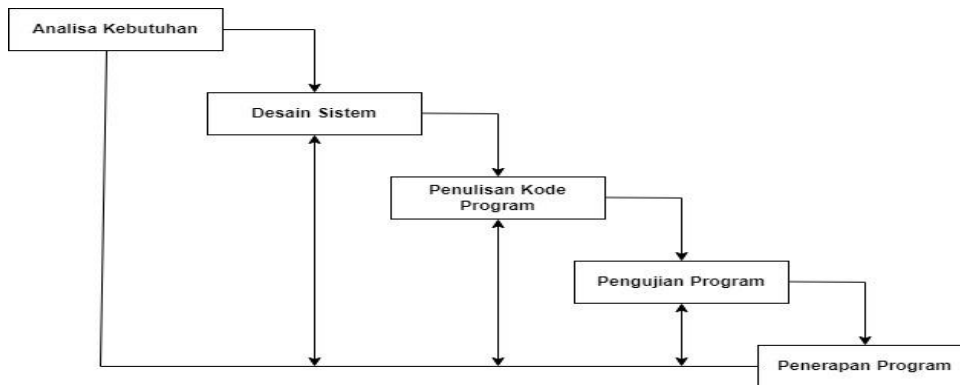 Analisa Kebutuhan
Desain Sistem
Penulisan Kode
Program
Pengujian Program
Penerapan Program